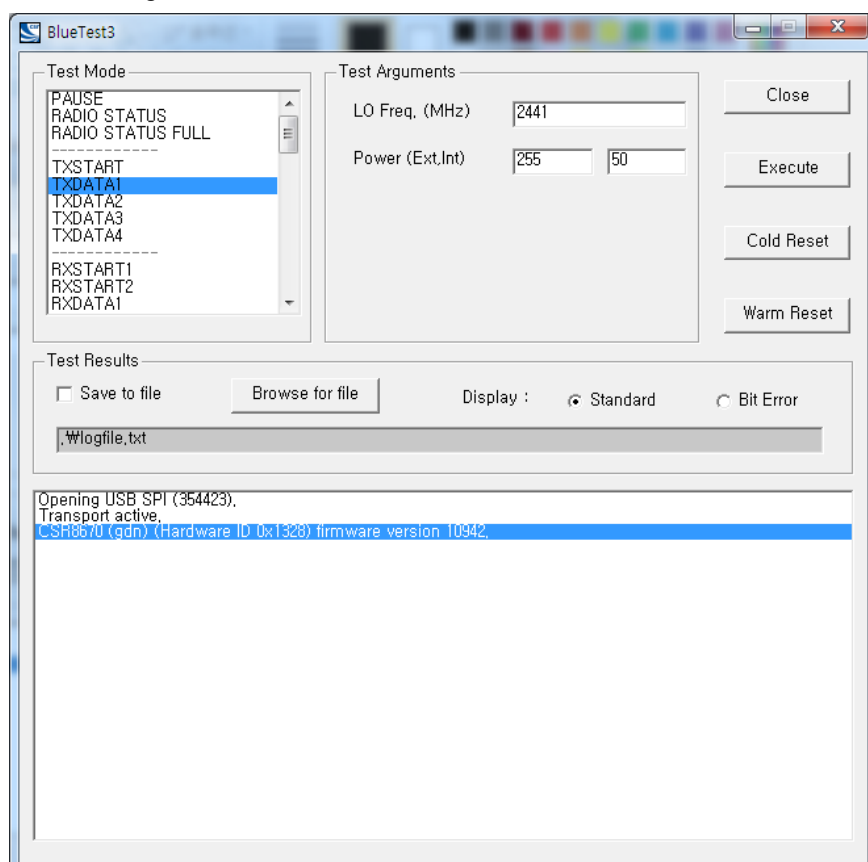 BlueTest3
Test Mode
PAUSE
RADIO STATUS
RADIO STATUS FULL
------------
TXSTART
TXDATA1
TXDATA2
TXDATA3
TXDATA4
------------
RXSTART1
RXSTART2
RXDATA1
Test Arguments
LO Freq. (MHz) 2441
Power (Ext,Int) 255 50
Close
Execute
Cold Reset
Warm Reset
Test Results
Save to file Browse for file Display : Standard Bit Error
.₩logfile.txt
Opening USB SPI (354423).
Transport active.
CSR8670 (gdn) (Hardware ID 0x1328) firmware version 10942.